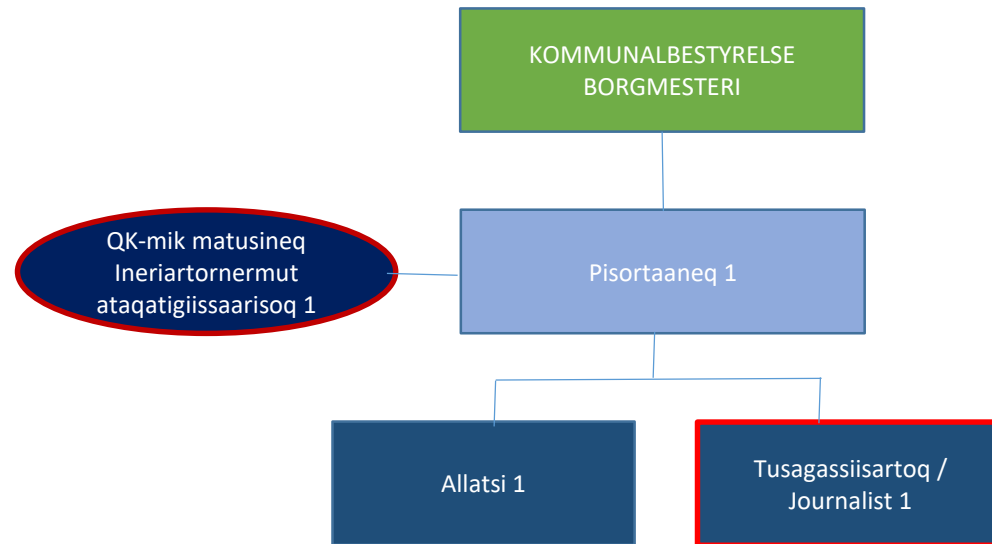 KOMMUNALBESTYRELSE
BORGMESTERI
QK-mik matusineq
Ineriartornermut
ataqatigiissaarisoq 1
Pisortaaneq 1
Allatsi 1
Tusagassiisartoq /
Journalist 1